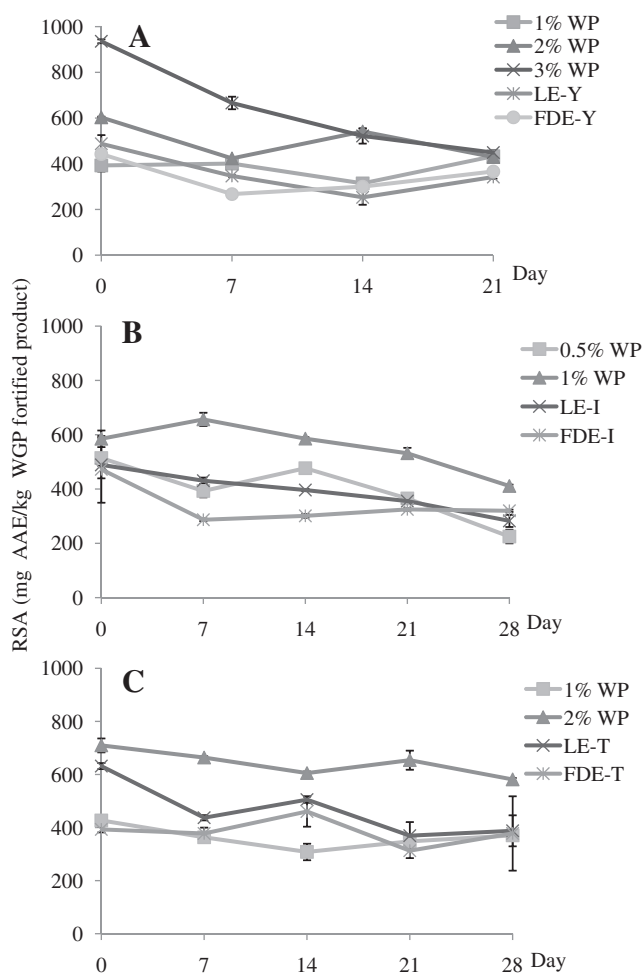 RSA (mg AAE/kg WGP fortified product)
A
1000
800
600
400
200
0
0 7 14 21 Day
1% WP
2% WP
3% WP
LE-Y
FDE-Y
B
1000
800
600
400
200
0
0 7 14 21 28 Day
0.5% WP
1% WP
LE-I
FDE-I
C
1000
800
600
400
200
0
0 7 14 21 28 Day
1% WP
2% WP
LE-T
FDE-T